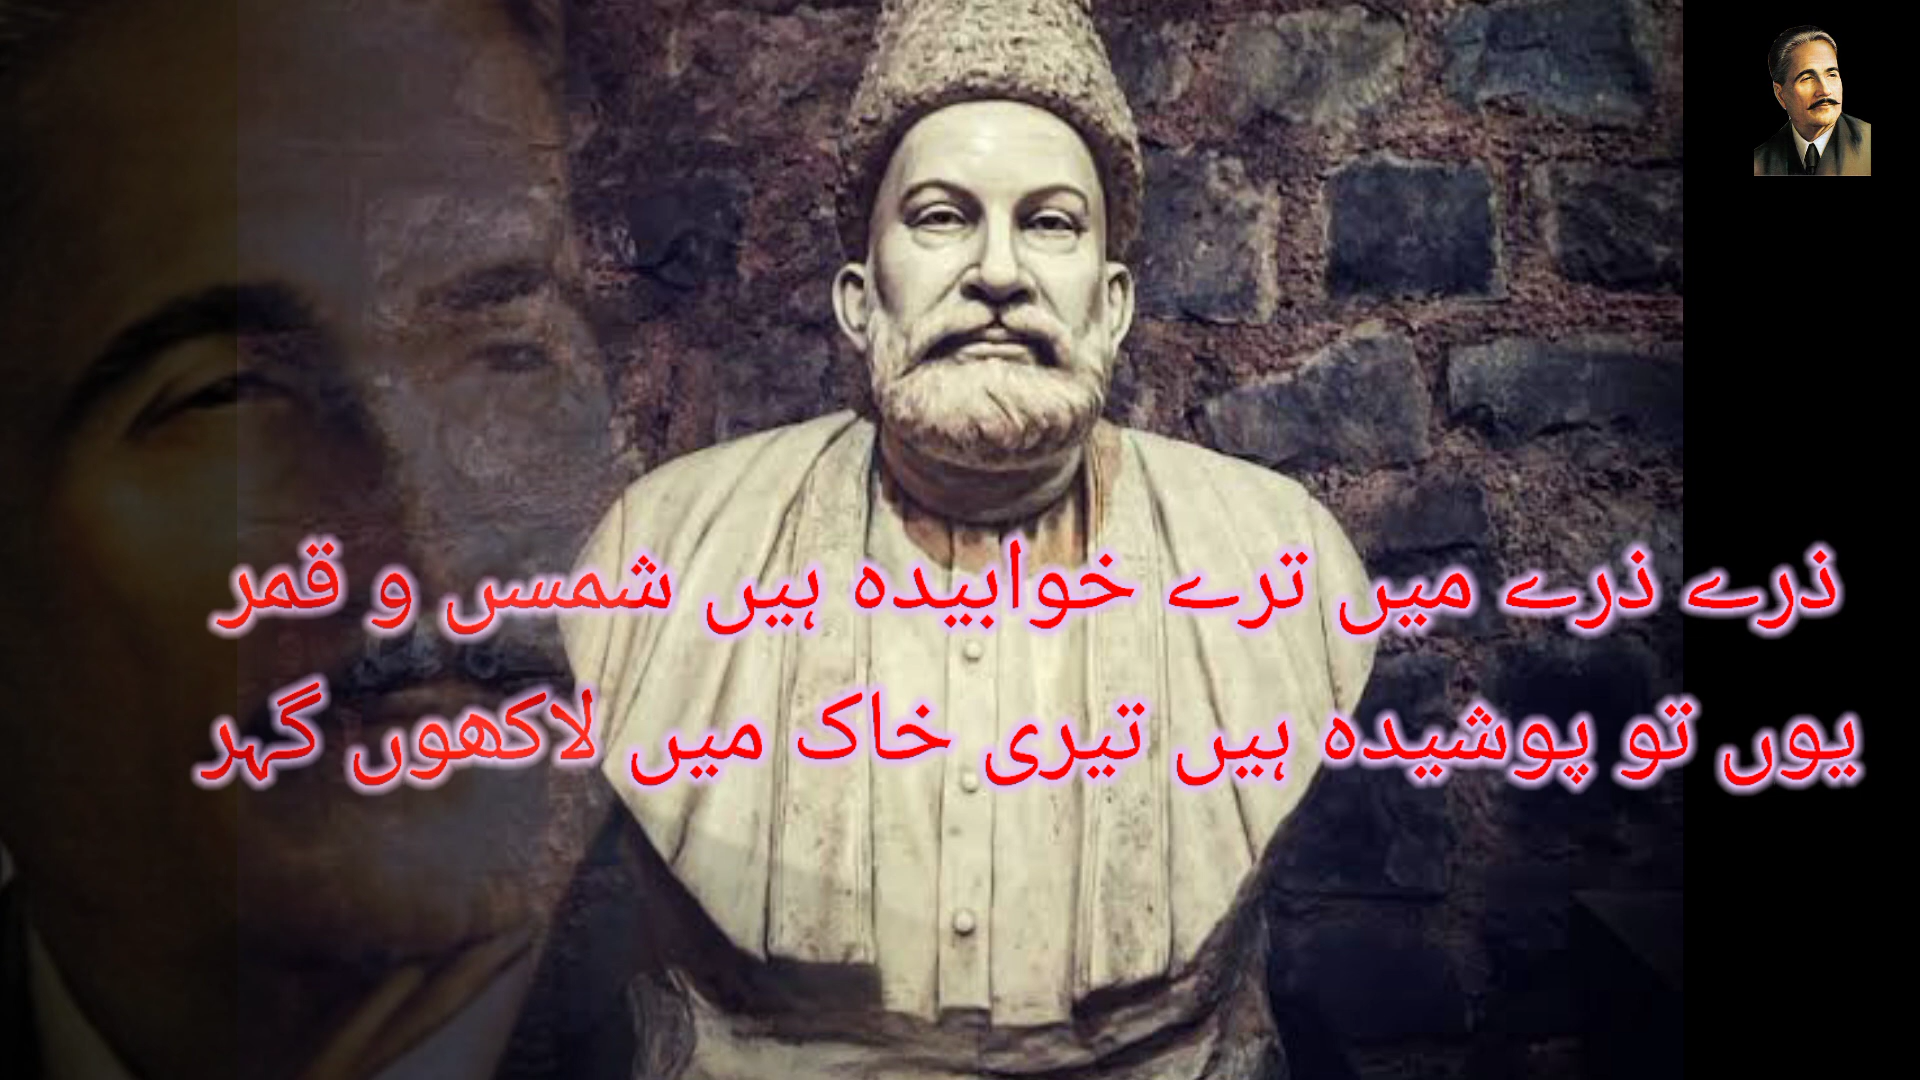 ذرے ذرے میں ترے خوابیدہ ہیں شمس و قمر
یوں تو پوشیدہ ہیں تیری خاک میں لاکھوں گہر